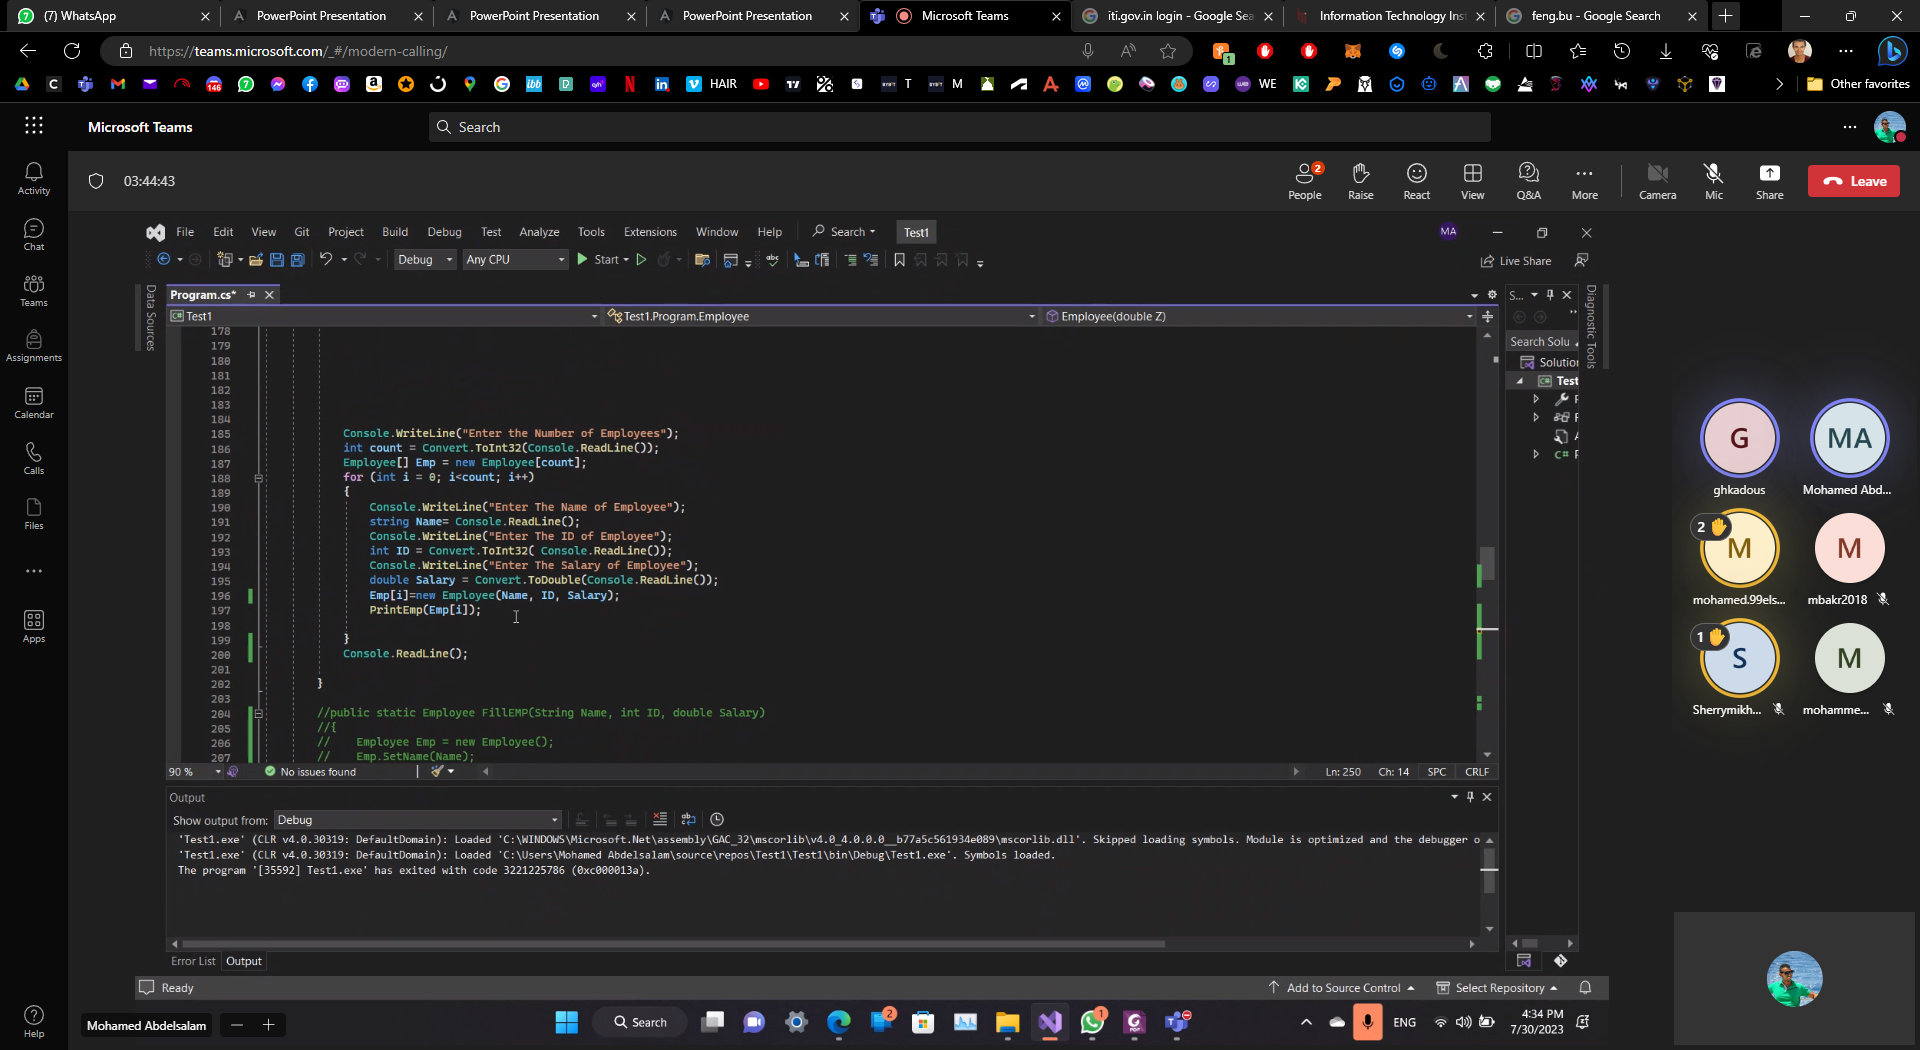 (7) WhatsApp
PowerPoint Presentation
PowerPoint Presentation
PowerPoint Presentation
Microsoft Teams
iti.gov.in login - Google Sea
Information Technology Inst
feng.bu - Google Search
https://teams.microsoft.com/_#/modern-calling/
1
146
HAIR
T
M
WE
Other favorites
Microsoft Teams
Search
Activity
Chat
Teams
Assignments
Calendar
Calls
Files
Apps
Help
03:44:43
2
People
Raise
React
View
Q&A
More
Camera
Mic
Share
Leave
File Edit View Git Project Build Debug Test Analyze Tools Extensions Window Help Search Test1
MA
Debug Any CPU Start
Live Share
Data Sources
Program.cs*
Test1
Test1.Program.Employee
Employee(double Z)
S...
Search Solu
Solution
Test
Diagnostic Tools
178
179
180
181
182
183
184
185 Console.WriteLine("Enter the Number of Employees");
186 int count = Convert.ToInt32(Console.ReadLine());
187 Employee[] Emp = new Employee[count];
188 for (int i = 0; i<count; i++)
189 {
190 Console.WriteLine("Enter The Name of Employee");
191 string Name= Console.ReadLine();
192 Console.WriteLine("Enter The ID of Employee");
193 int ID = Convert.ToInt32( Console.ReadLine());
194 Console.WriteLine("Enter The Salary of Employee");
195 double Salary = Convert.ToDouble(Console.ReadLine());
196 Emp[i]=new Employee(Name, ID, Salary);
197 PrintEmp(Emp[i]);
198
199 }
200 Console.ReadLine();
201
202 }
203
204 //public static Employee FillEMP(String Name, int ID, double Salary)
205 //{
206 // Employee Emp = new Employee();
207 // Emp.SetName(Name);
90 % No issues found Ln: 250 Ch: 14 SPC CRLF
Output
Show output from: Debug
'Test1.exe' (CLR v4.0.30319: DefaultDomain): Loaded 'C:\WINDOWS\Microsoft.Net\assembly\GAC_32\mscorlib\v4.0_4.0.0.0__b77a5c561934e089\mscorlib.dll'. Skipped loading symbols. Module is optimized and the debugger o
'Test1.exe' (CLR v4.0.30319: DefaultDomain): Loaded 'C:\Users\Mohamed Abdelsalam\source\repos\Test1\Test1\bin\Debug\Test1.exe'. Symbols loaded.
The program '[35592] Test1.exe' has exited with code 3221225786 (0xc000013a).
Error List Output
Ready
Add to Source Control Select Repository
Mohamed Abdelsalam
Search
2
1
ENG
4:34 PM
7/30/2023
G
ghkadous
MA
Mohamed Abd...
2
M
mohamed.99els...
M
mbakr2018
1
S
Sherrymikh...
M
mohamme...